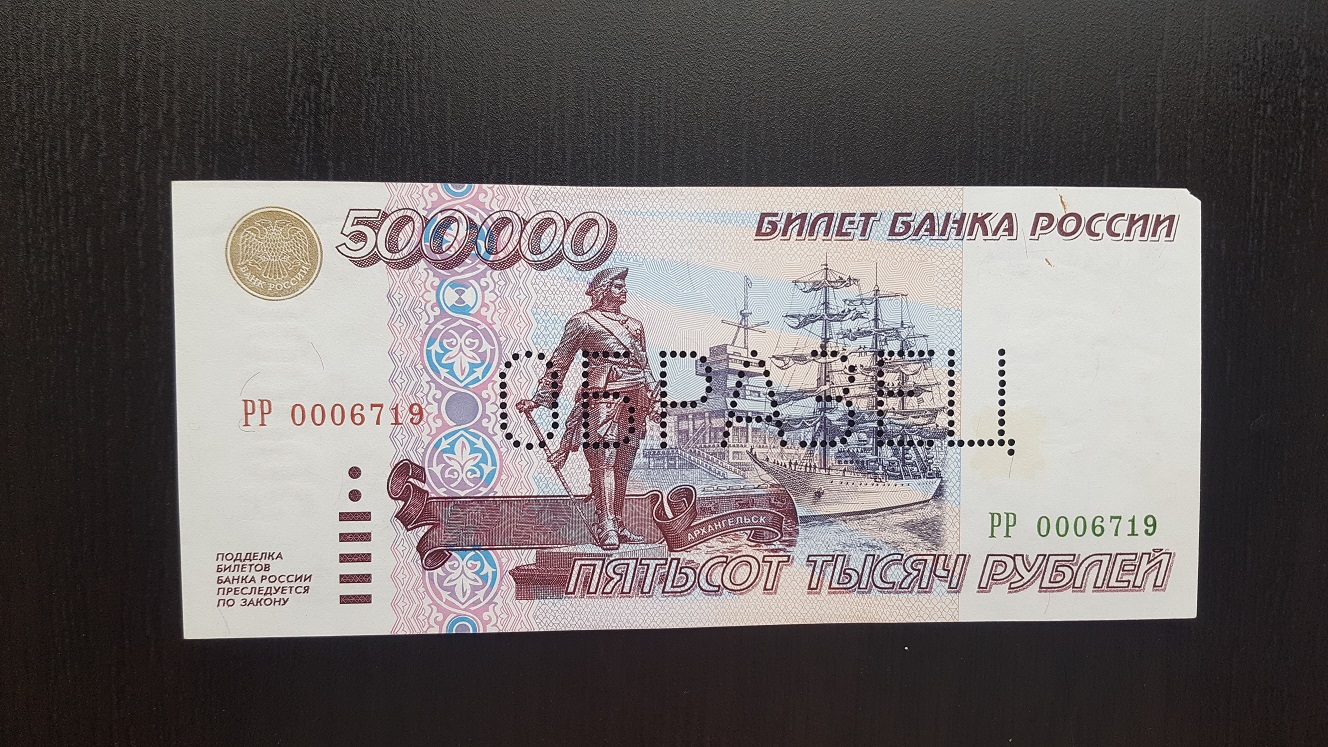 500000
БИЛЕТ БАНКА РОССИИ
БАНК РОССИИ
ОБРАЗЕЦ
РР 0006719
АРХАНГЕЛЬСК
РР 0006719
ПОДДЕЛКА
БИЛЕТОВ
БАНКА РОССИИ
ПРЕСЛЕДУЕТСЯ
ПО ЗАКОНУ
ПЯТЬСОТ ТЫСЯЧ РУБЛЕЙ